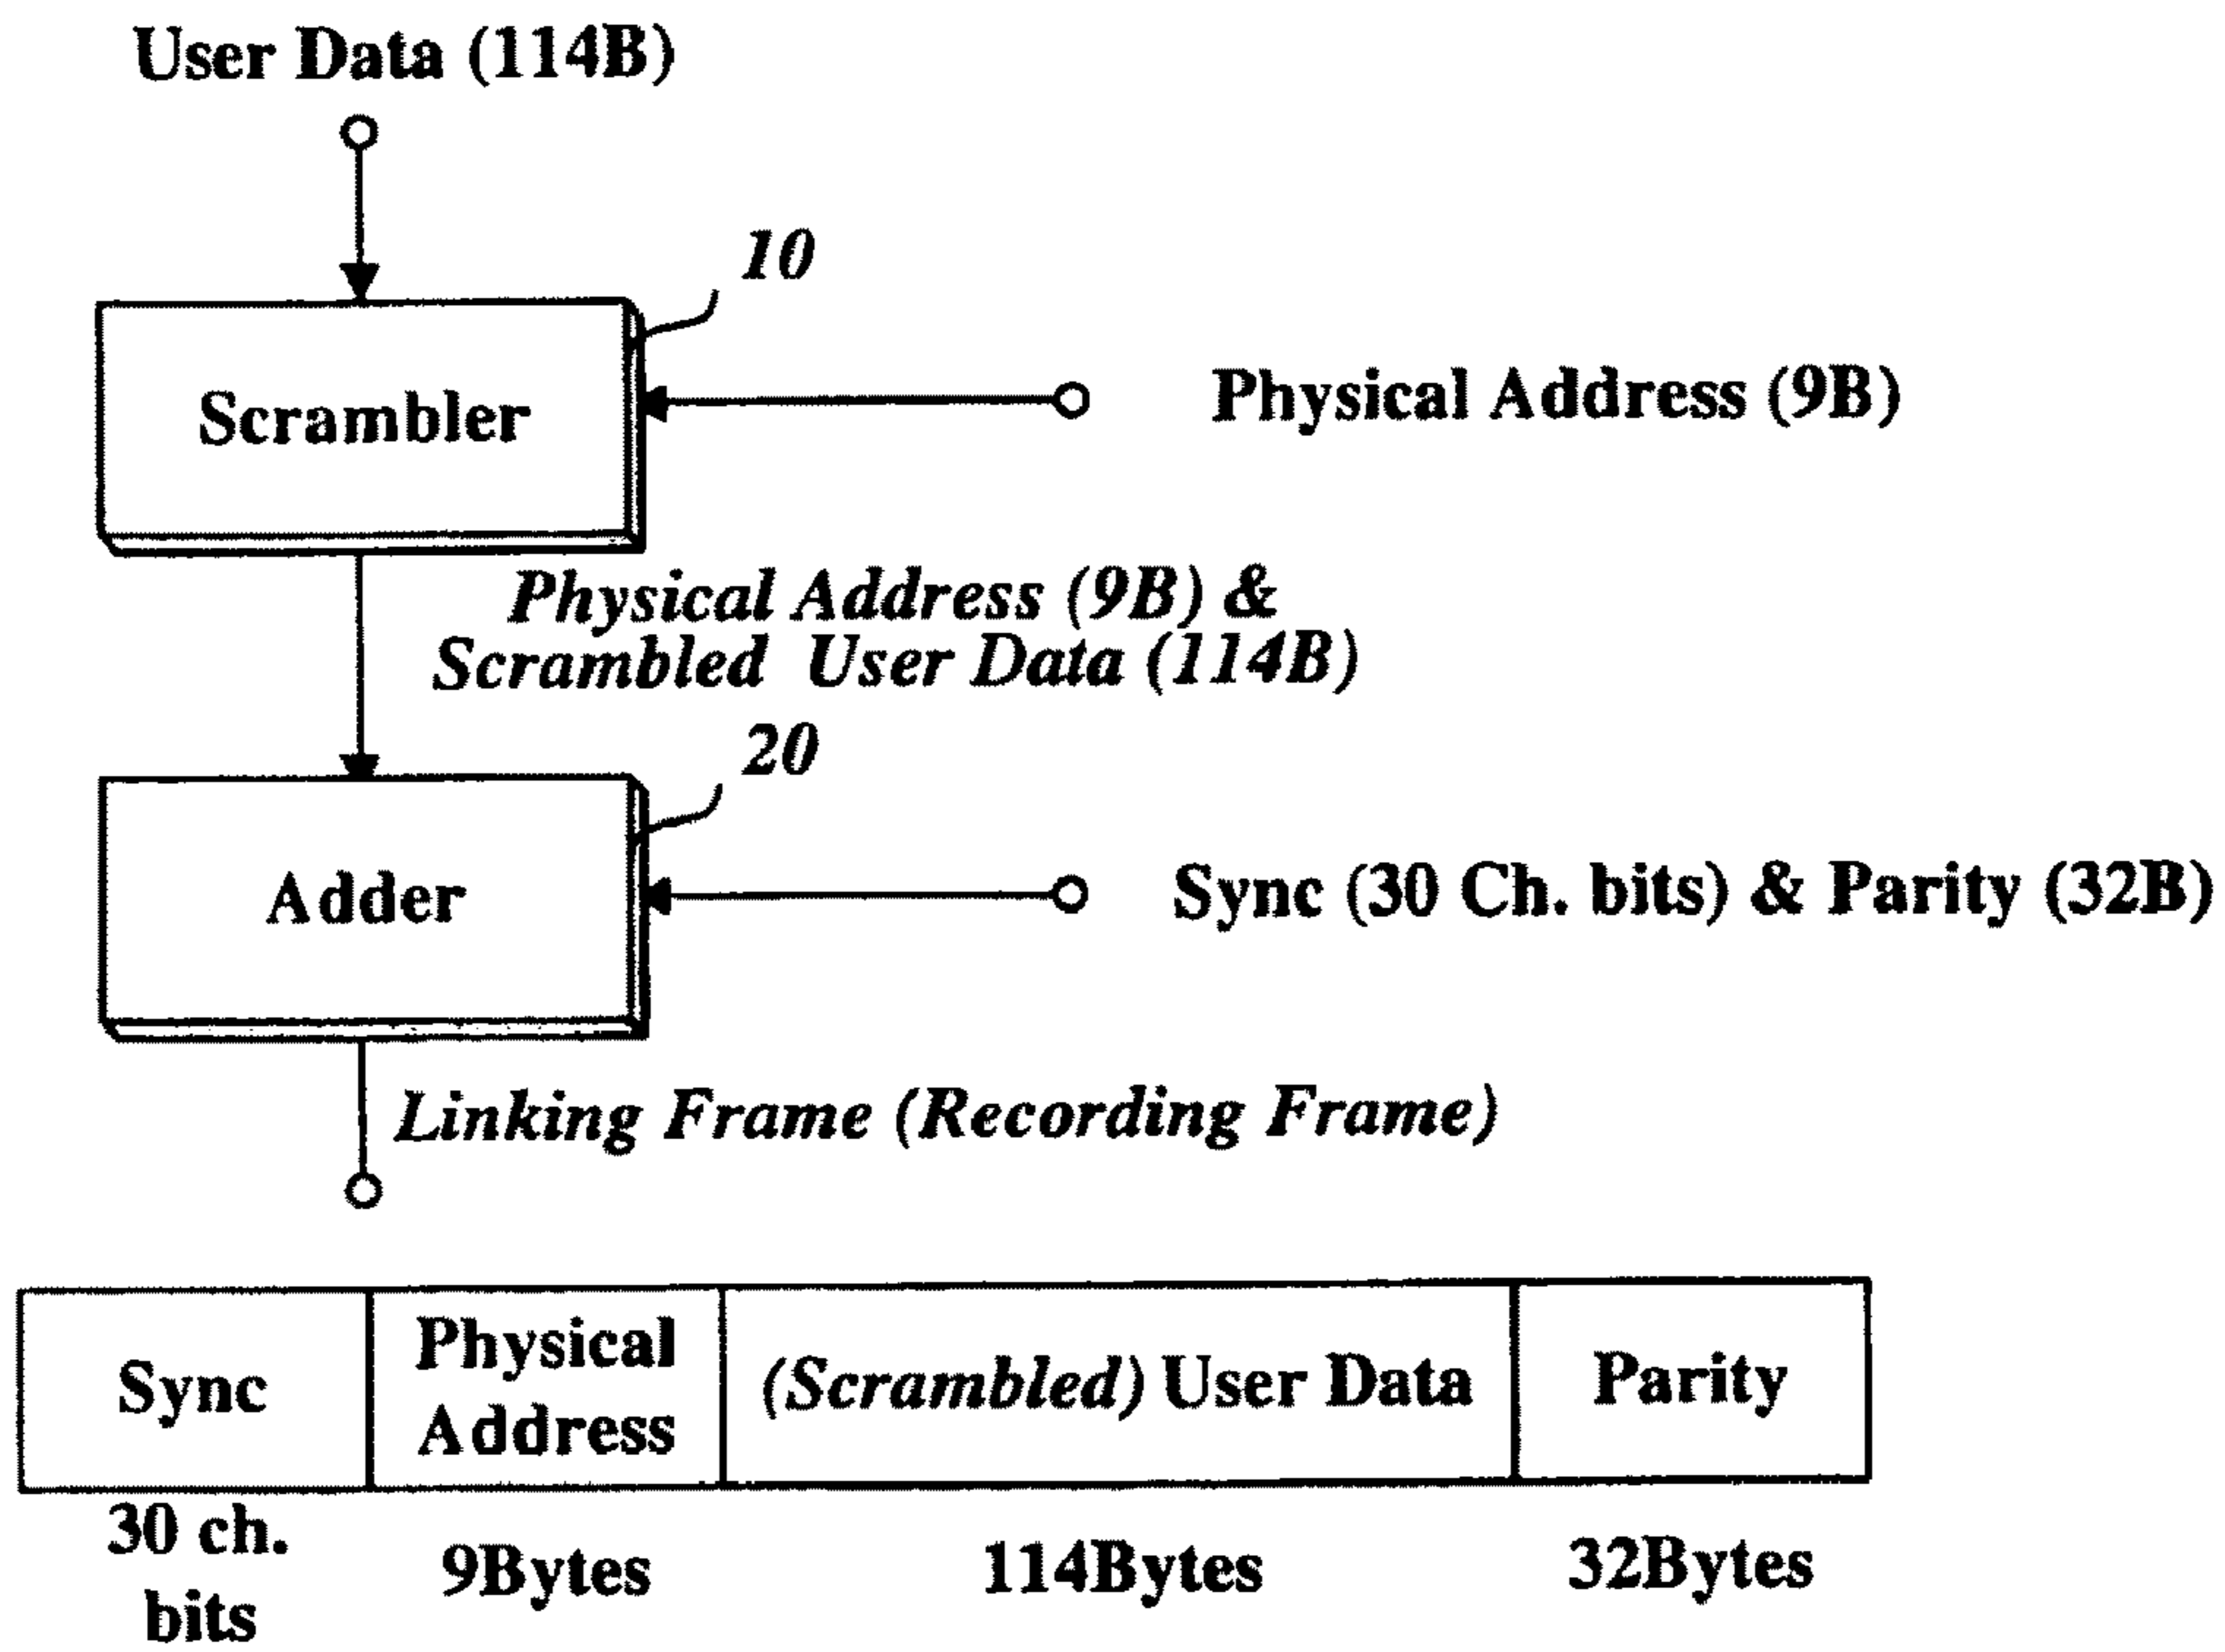 User Data (114B)
10
Scrambler
Physical Address (9B)
Physical Address (9B) &
Scrambled User Data (114B)
20
Adder
Sync (30 Ch. bits) & Parity (32B)
Linking Frame (Recording Frame)
Sync
Physical
Address
(Scrambled) User Data
Parity
30 ch.
bits
9Bytes
114Bytes
32Bytes